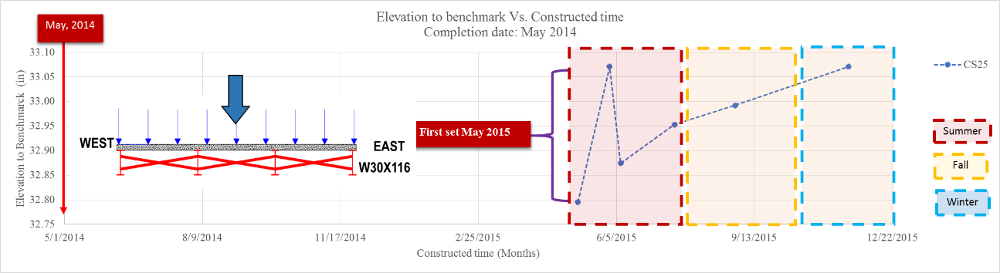 Elevation to benchmark Vs. Constructed time
Completion date: May 2014
May, 2014
Elevation to Benchmarck (in)
33.10
33.05
33.00
32.95
32.90
32.85
32.80
32.75
WEST
EAST
W30X116
First set May 2015
5/1/2014
8/9/2014
11/17/2014
2/25/2015
6/5/2015
9/13/2015
12/22/2015
Constructed time (Months)
CS25
Summer
Fall
Winter